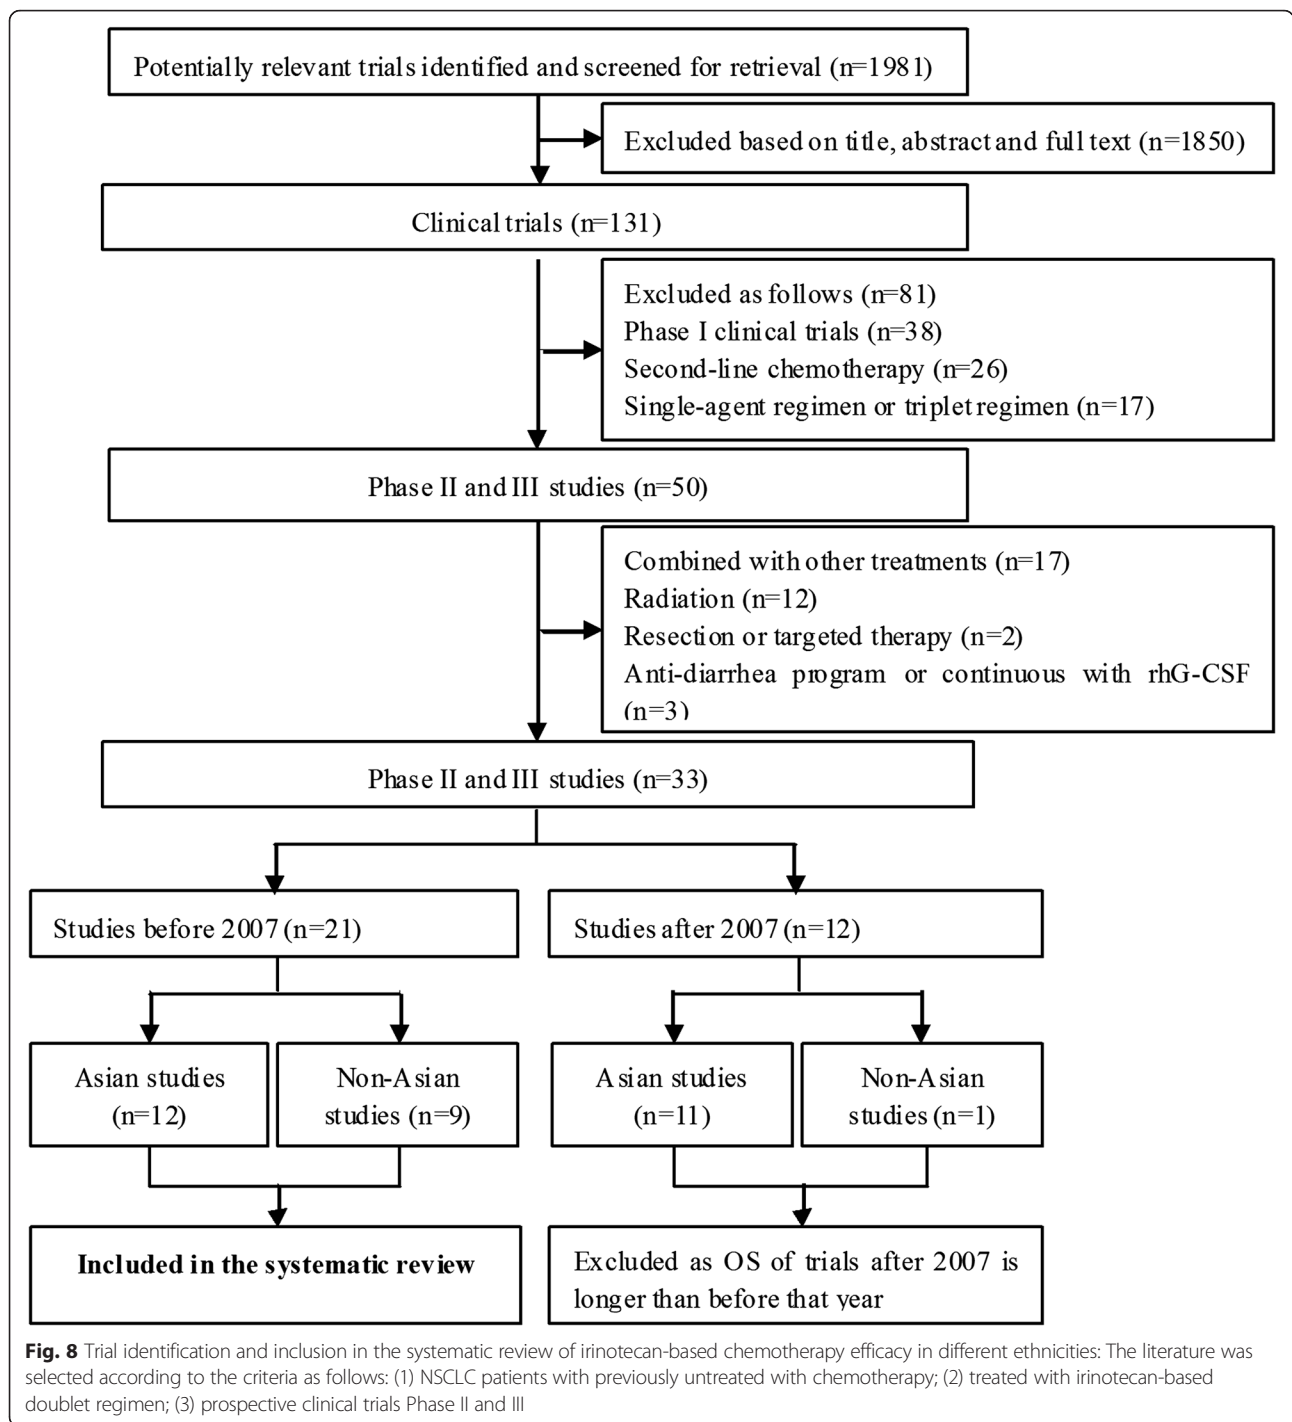 Potentially relevant trials identified and screened for retrieval (n=1981)
Excluded based on title, abstract and full text (n=1850)
Clinical trials (n=131)
Excluded as follows (n=81)
Phase I clinical trials (n=38)
Second-line chemotherapy (n=26)
Single-agent regimen or triplet regimen (n=17)
Phase II and III studies (n=50)
Combined with other treatments (n=17)
Radiation (n=12)
Resection or targeted therapy (n=2)
Anti-diarrhea program or continuous with rhG-CSF
(n=3)
Phase II and III studies (n=33)
Studies before 2007 (n=21)
Studies after 2007 (n=12)
Asian studies
(n=12)
Non-Asian
studies (n=9)
Asian studies
(n=11)
Non-Asian
studies (n=1)
Included in the systematic review
Excluded as OS of trials after 2007 is
longer than before that year
Fig. 8 Trial identification and inclusion in the systematic review of irinotecan-based chemotherapy efficacy in different ethnicities: The literature was
selected according to the criteria as follows: (1) NSCLC patients with previously untreated with chemotherapy; (2) treated with irinotecan-based
doublet regimen; (3) prospective clinical trials Phase II and III